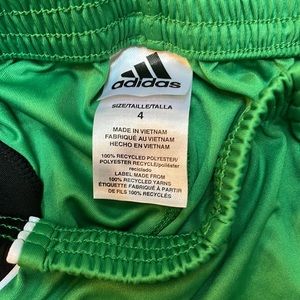 adidas
SIZE/TAILLE/TALLA
4
MADE IN VIETNAM
FABRIQUÉ AU VIETNAM
HECHO EN VIETNAM
100% RECYCLED POLYESTER/
POLYESTER RECYCLÉ/poliéster
reciclado
LABEL MADE FROM
100% RECYCLED YARNS
ÉTIQUETTE FABRIQUÉ À PARTIR
DE FILS 100% RECYCLÉS